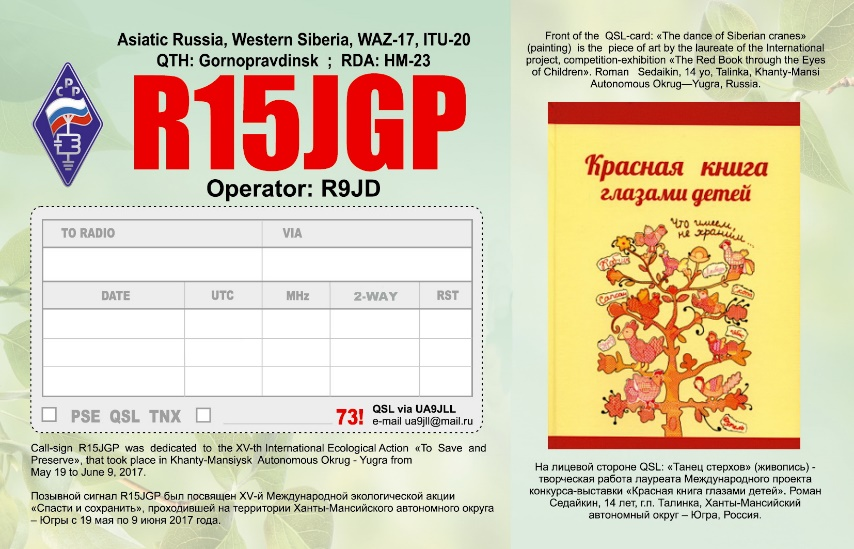 Asiatic Russia, Western Siberia, WAZ-17, ITU-20
QTH: Gornopravdinsk ; RDA: HM-23
СРР
R15JGP
Operator: R9JD
TO RADIO VIA
DATE UTC MHz 2-WAY RST
PSE QSL TNX 73! QSL via UA9JLL
e-mail ua9jll@mail.ru
Call-sign R15JGP was dedicated to the XV-th International Ecological Action «To Save and
Preserve», that took place in Khanty-Mansiysk Autonomous Okrug - Yugra from
May 19 to June 9, 2017.
Позывной сигнал R15JGP был посвящен XV-й Международной экологической акции
«Спасти и сохранить», проходившей на территории Ханты-Мансийского автономного округа
– Югры с 19 мая по 9 июня 2017 года.
Front of the QSL-card: «The dance of Siberian cranes»
(painting) is the piece of art by the laureate of the International
project, competition-exhibition «The Red Book through the Eyes
of Children». Roman Sedaikin, 14 yo, Talinka, Khanty-Mansi
Autonomous Okrug—Yugra, Russia.
Красная книга
глазами детей
Что имеем,
не храним...
На лицевой стороне QSL: «Танец стерхов» (живопись) -
творческая работа лауреата Международного проекта
конкурса-выставки «Красная книга глазами детей». Роман
Седайкин, 14 лет, г.п. Талинка, Ханты-Мансийский
автономный округ – Югра, Россия.